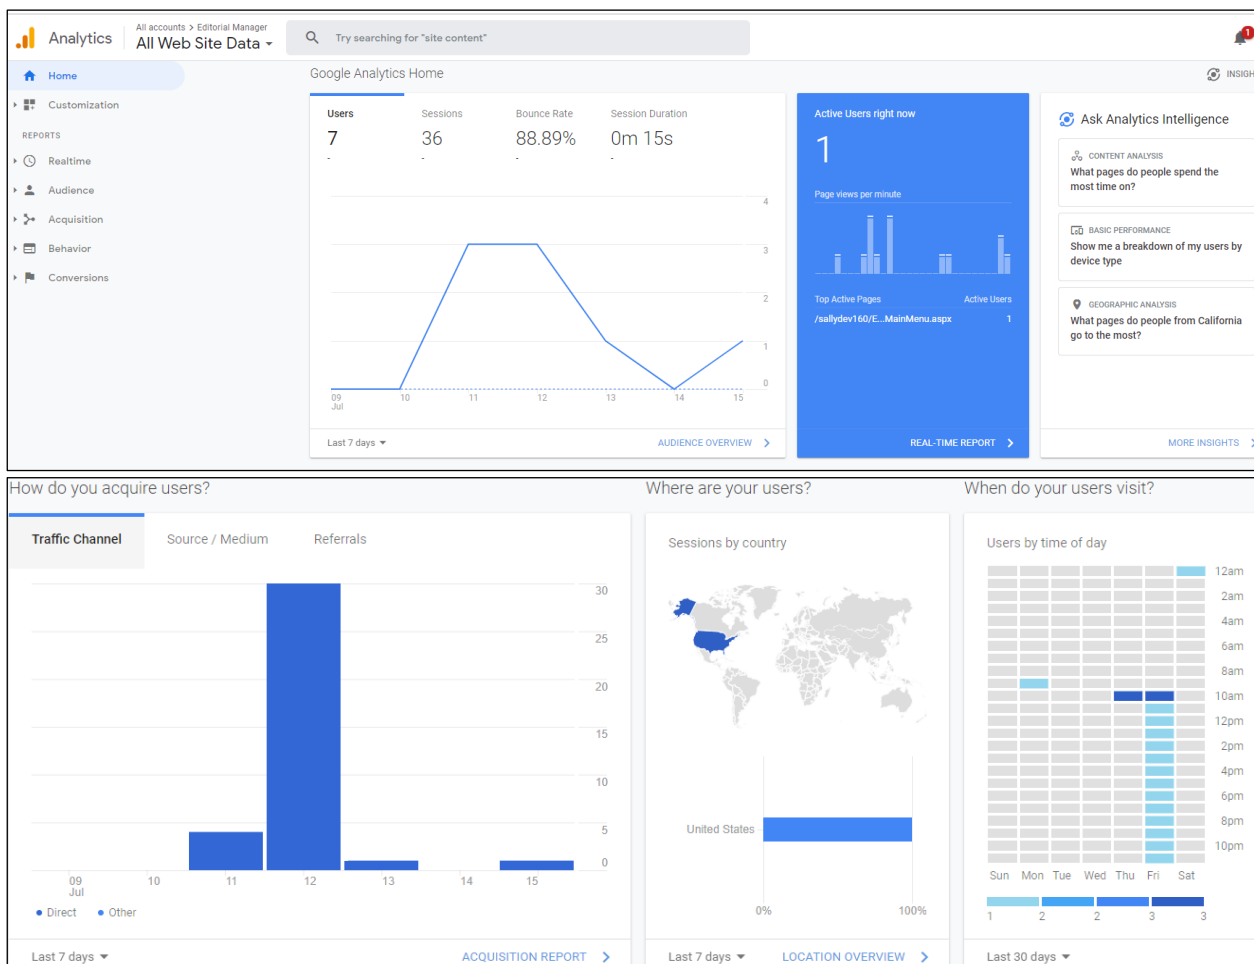 Analytics
All accounts > Editorial Manager
All Web Site Data
Try searching for "site content"
1
Home
Customization
REPORTS
Realtime
Audience
Acquisition
Behavior
Conversions
Google Analytics Home
INSIGH
Users
Sessions
Bounce Rate
Session Duration
7
36
88.89%
0m 15s
-
-
-
-
4
3
2
1
0
09
Jul
10
11
12
13
14
15
Last 7 days
AUDIENCE OVERVIEW
Active Users right now
1
Page views per minute
Top Active Pages
Active Users
/sallydev160/E...MainMenu.aspx
1
REAL-TIME REPORT
Ask Analytics Intelligence
CONTENT ANALYSIS
What pages do people spend the
most time on?
BASIC PERFORMANCE
Show me a breakdown of my users by
device type
GEOGRAPHIC ANALYSIS
What pages do people from California
go to the most?
MORE INSIGHTS
How do you acquire users?
Traffic Channel
Source / Medium
Referrals
30
25
20
15
10
5
0
09
Jul
10
11
12
13
14
15
Direct
Other
Last 7 days
ACQUISITION REPORT
Where are your users?
Sessions by country
United States
0%
100%
Last 7 days
LOCATION OVERVIEW
When do your users visit?
Users by time of day
12am
2am
4am
6am
8am
10am
12pm
2pm
4pm
6pm
8pm
10pm
Sun
Mon
Tue
Wed
Thu
Fri
Sat
1
2
2
3
3
Last 30 days